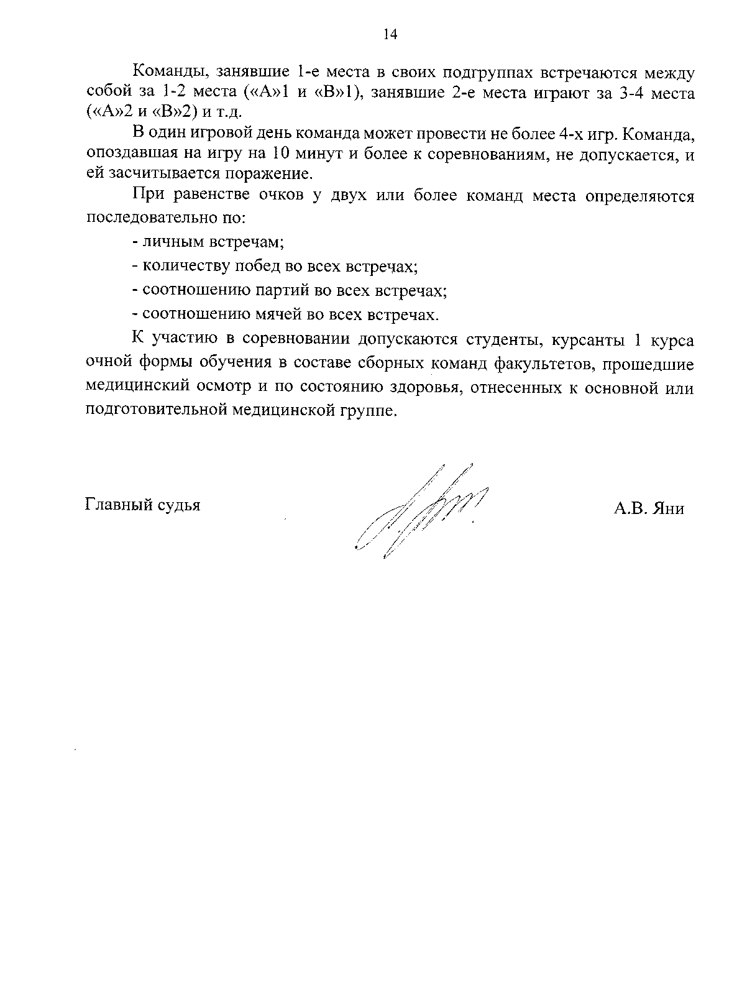 14
Команды, занявшие 1-е места в своих подгруппах встречаются между
собой за 1-2 места («А»1 и «В»1), занявшие 2-е места играют за 3-4 места
(«А»2 и «В»2) и т.д.
В один игровой день команда может провести не более 4-х игр. Команда,
опоздавшая на игру на 10 минут и более к соревнованиям, не допускается, и
ей засчитывается поражение.
При равенстве очков у двух или более команд места определяются
последовательно по:
- личным встречам;
- количеству побед во всех встречах;
- соотношению партий во всех встречах;
- соотношению мячей во всех встречах.
К участию в соревновании допускаются студенты, курсанты 1 курса
очной формы обучения в составе сборных команд факультетов, прошедшие
медицинский осмотр и по состоянию здоровья, отнесенных к основной или
подготовительной медицинской группе.
Главный судья А.В. Яни